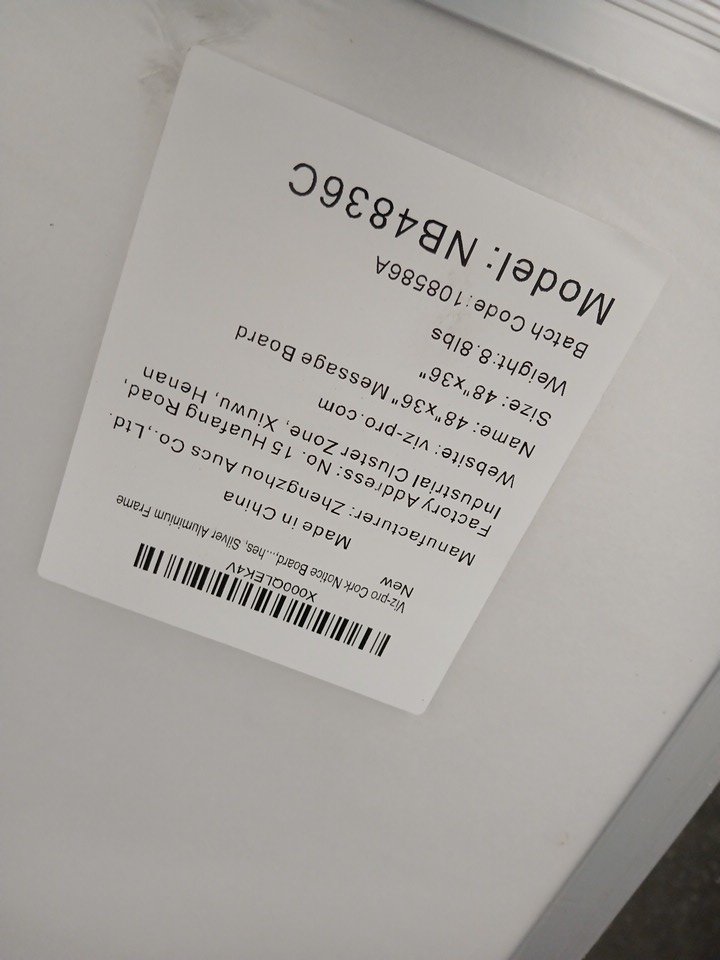 Model: NB4836C
Batch Code:108586A
Weight:8.8lbs
Size: 48"x36"
Name: 48"x36" Message Board
Website: viz-pro.com
Industrial Cluster Zone, Xiuwu, Henan
Factory Address: No. 15 Huafang Road,
Manufacturer: Zhengzhou Aucs Co.,Ltd.
Made in China
New
Viz-pro Cork Notice Board,...hes, Silver Aluminium Frame
X000QLEK4V